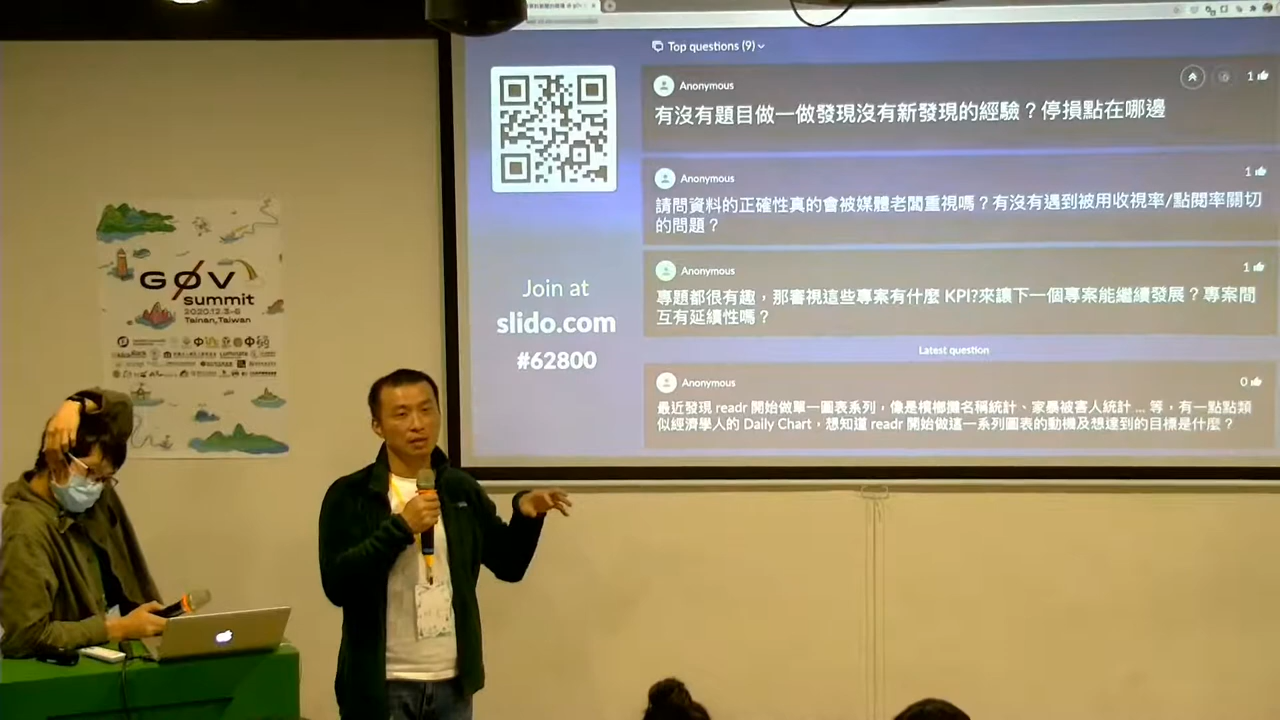 Top questions (9)
Anonymous
1
有沒有題目做一做發現沒有新發現的經驗？停損點在哪邊
Anonymous
1
請問資料的正確性真的會被媒體老闆重視嗎？有沒有遇到被用收視率/點閱率關切
的問題？
Anonymous
1
專題都很有趣，那審視這些專案有什麼 KPI?來讓下一個專案能繼續發展？專案間
互有延續性嗎？
Latest question
Anonymous
0
最近發現 readr 開始做單一圖表系列，像是檳榔攤名稱統計、家暴被害人統計 ... 等，有一點點類
似經濟學人的 Daily Chart，想知道 readr 開始做這一系列圖表的動機及想達到的目標是什麼？
Join at
slido.com
#62800
GØV
summit
2020.12.3-6
Tainan, Taiwan